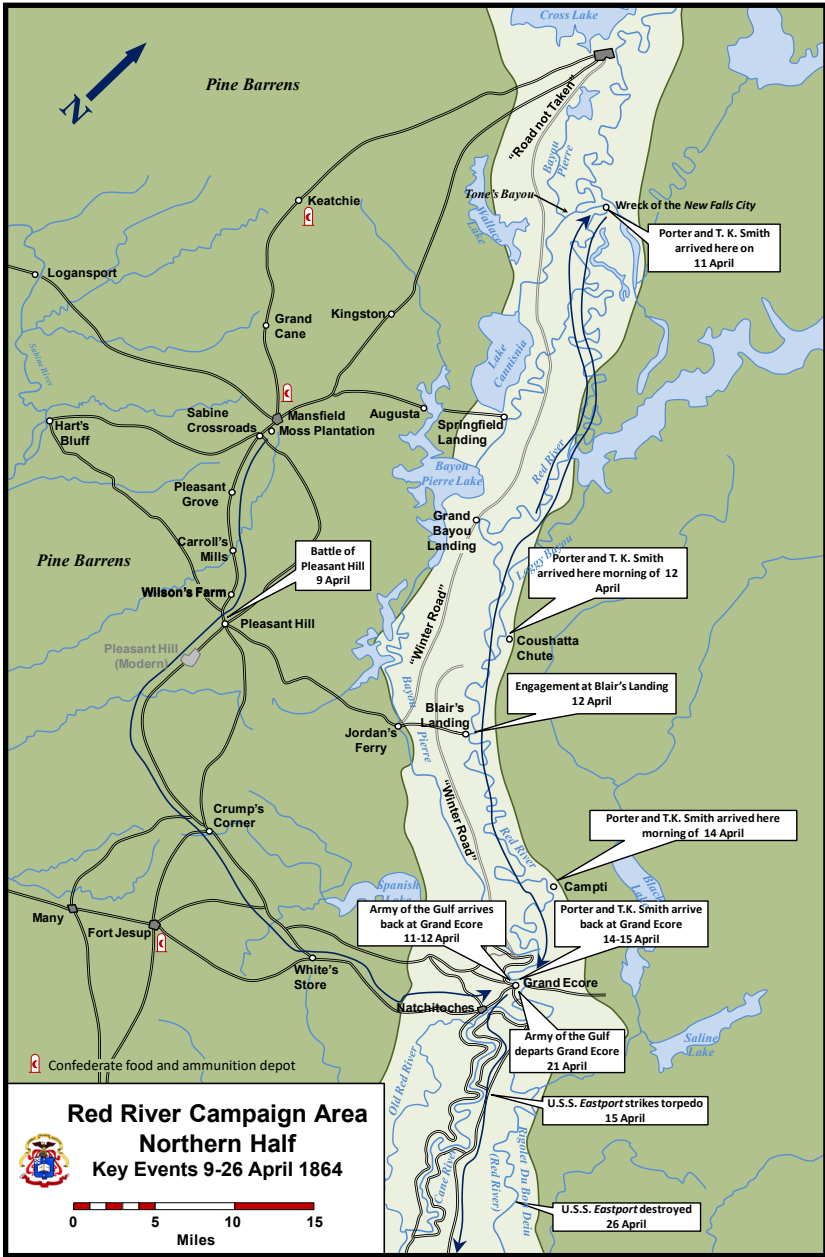 Cross Lake
Pine Barrens
N
"Road not Taken"
Bayou
Pierre
Keatchie
Tone's Bayou
Wreck of the New Falls City
Wallace
Lake
Porter and T. K. Smith
arrived here on
11 April
Logansport
Grand
Cane
Kingston
Sabine River
Lake
Cannisnia
Hart's
Bluff
Sabine
Crossroads
Mansfield
Moss Plantation
Augusta
Springfield
Landing
Red River
Bayou
Pierre Lake
Pleasant
Grove
Grand
Bayou
Landing
Carroll's
Mills
Pine Barrens
Battle of
Pleasant Hill
9 April
Loggy Bayou
Porter and T. K. Smith
arrived here morning of 12
April
Wilson's Farm
Pleasant Hill
"Winter Road"
Coushatta
Chute
Pleasant Hill
(Modern)
Bayou
Pierre
Engagement at Blair's Landing
12 April
Blair's
Landing
Jordan's
Ferry
"Winter Road"
Crump's
Corner
Red River
Porter and T.K. Smith arrived here
morning of 14 April
Campti
Black
Lake
Spanish
Lake
Many
Fort Jesup
Army of the Gulf arrives
back at Grand Ecore
11-12 April
Porter and T.K. Smith arrive
back at Grand Ecore
14-15 April
White's
Store
Grand Ecore
Natchitoches
Army of the Gulf
departs Grand Ecore
21 April
Saline
Lake
Confederate food and ammunition depot
Old Red River
U.S.S. Eastport strikes torpedo
15 April
Cane River
Rigolet Du Bon Deiu
(Red River)
U.S.S. Eastport destroyed
26 April
Red River Campaign Area
Northern Half
Key Events 9-26 April 1864
0 5 10 15
Miles